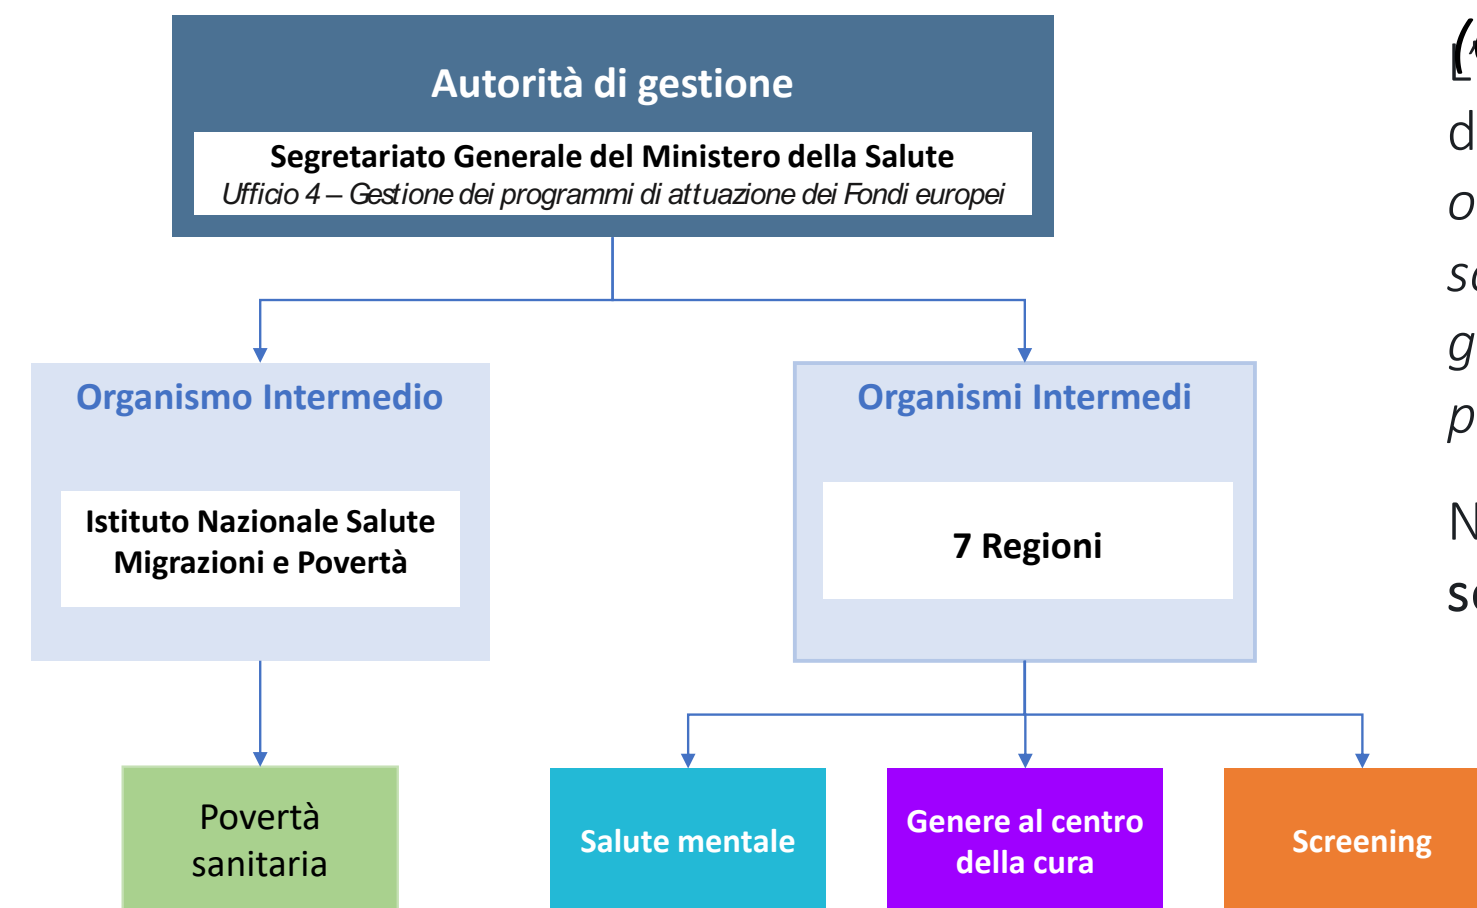 Autorità di gestione
Segretariato Generale del Ministero della Salute
Ufficio 4 – Gestione dei programmi di attuazione dei Fondi europei
Organismo Intermedio
Istituto Nazionale Salute
Migrazioni e Povertà
Organismi Intermedi
7 Regioni
Povertà
sanitaria
Salute mentale
Genere al centro
della cura
Screening